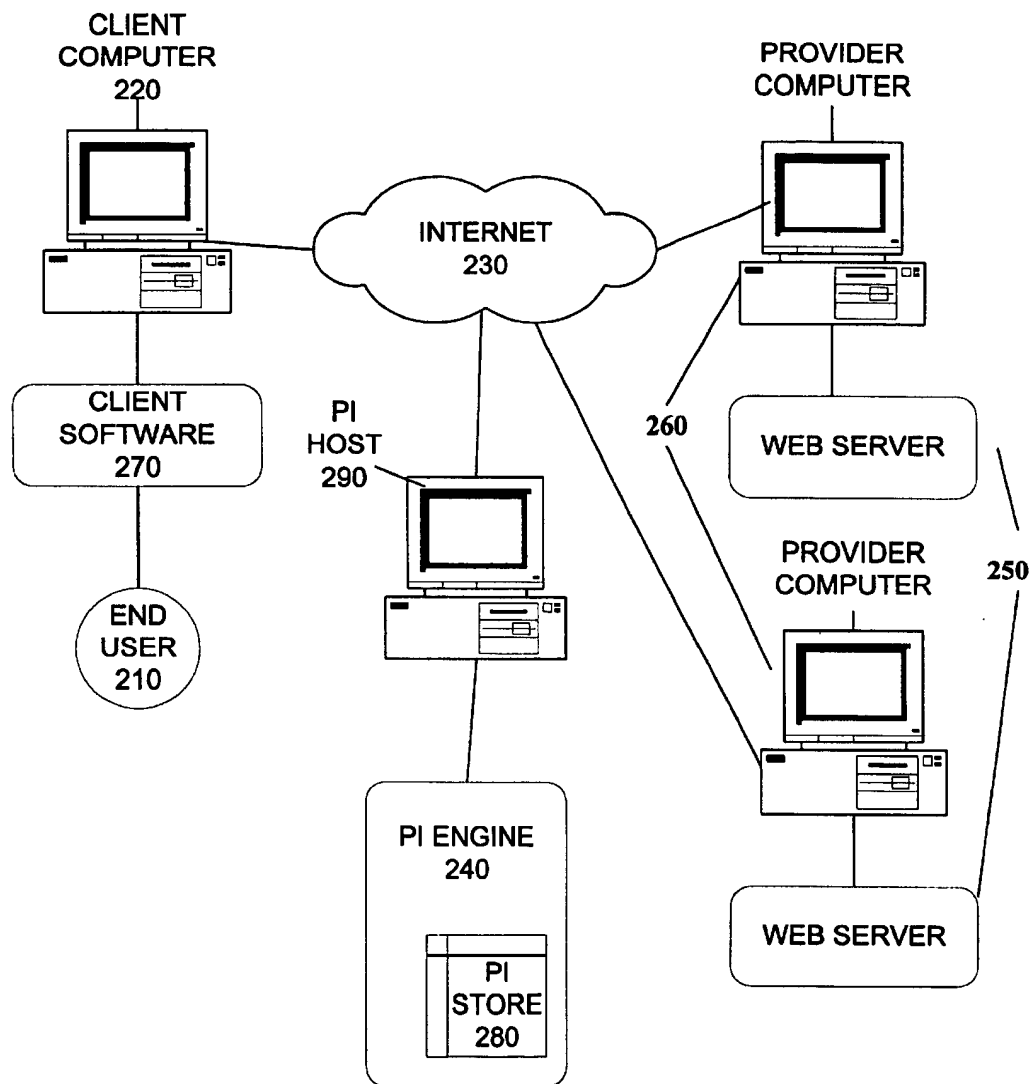 CLIENT
COMPUTER
220
PROVIDER
COMPUTER
INTERNET
230
CLIENT
SOFTWARE
270
PI
HOST
290
260
WEB SERVER
PROVIDER
COMPUTER
250
END
USER
210
PI ENGINE
240
WEB SERVER
PI
STORE
280